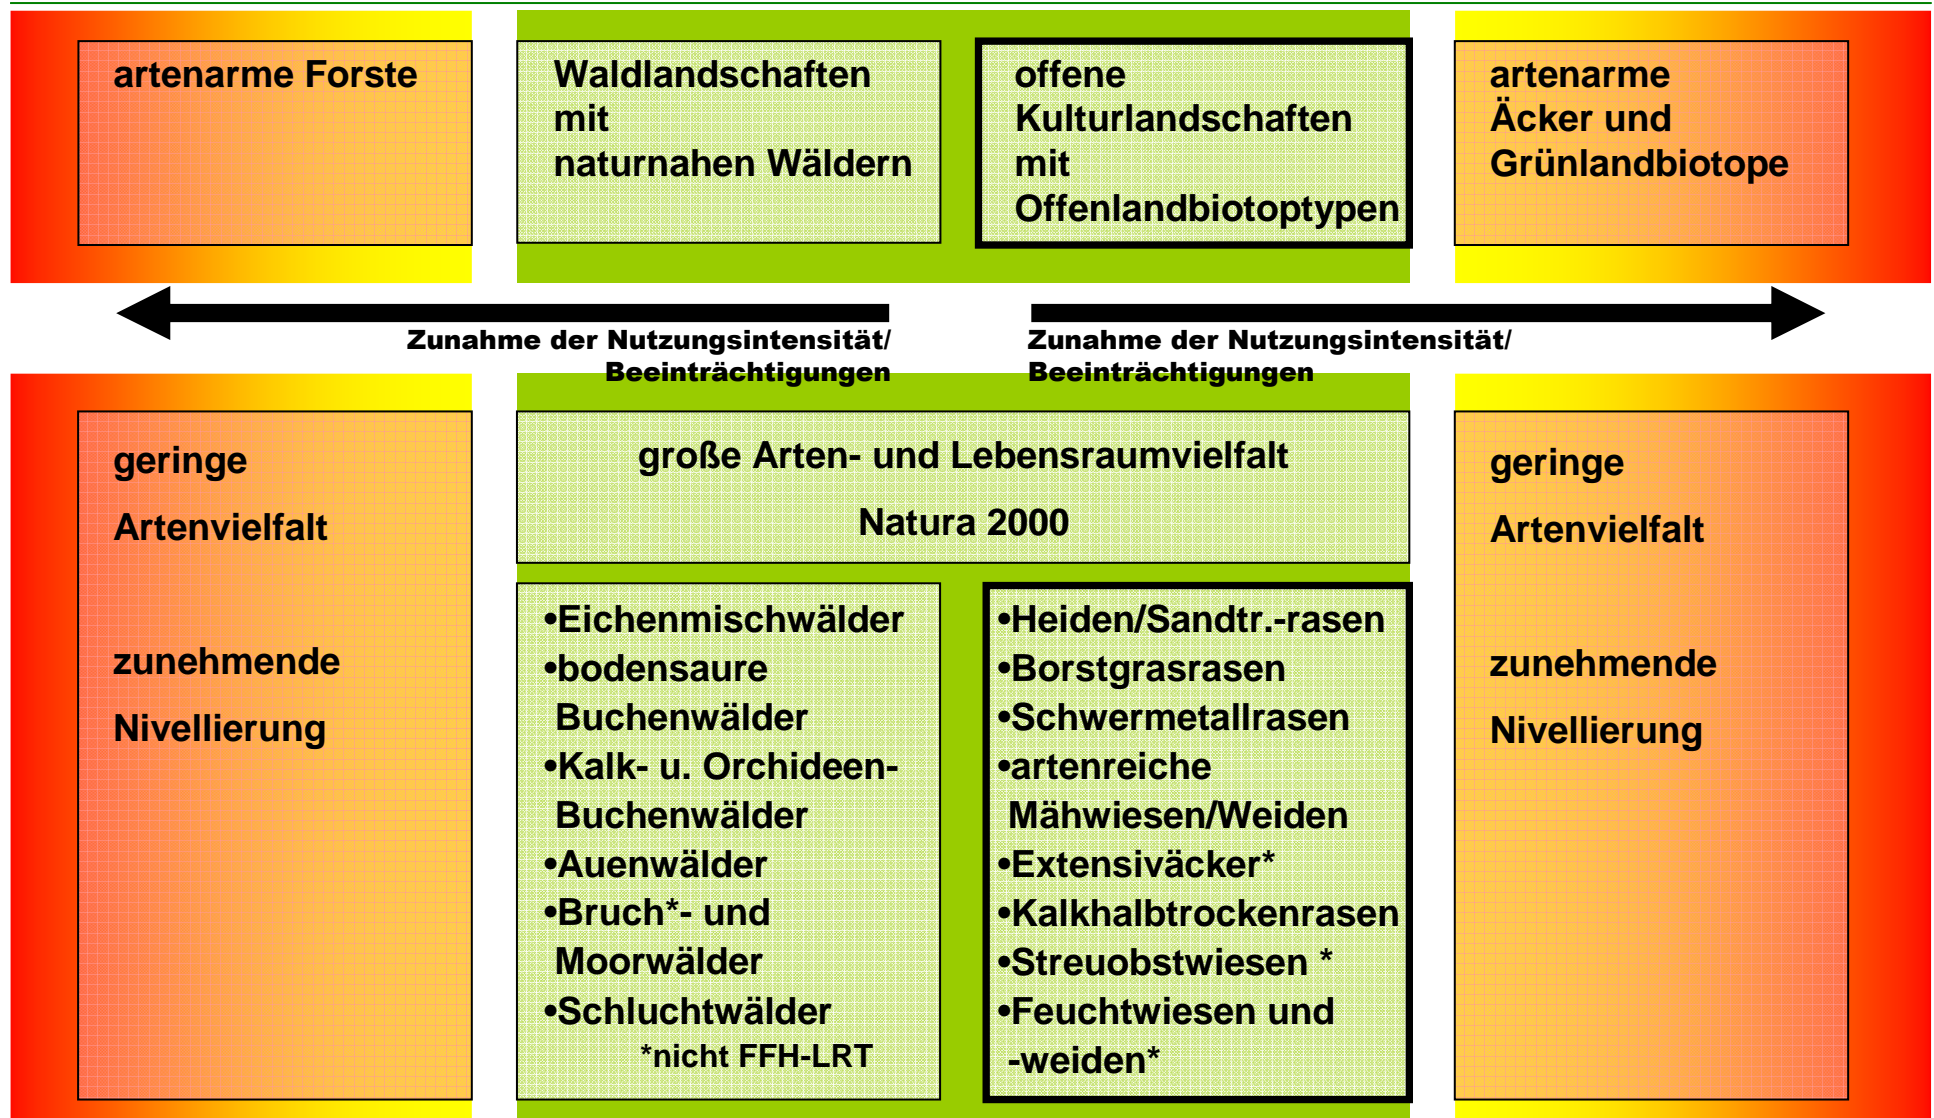 artenarme Forste
Waldlandschaften
mit
naturnahen Wäldern
offene
Kulturlandschaften
mit
Offenlandbiotoptypen
artenarme
Äcker und
Grünlandbiotope
Zunahme der Nutzungsintensität/
Beeinträchtigungen
Zunahme der Nutzungsintensität/
Beeinträchtigungen
geringe
Artenvielfalt
zunehmende
Nivellierung
große Arten- und Lebensraumvielfalt
Natura 2000
•Eichenmischwälder
•bodensaure
Buchenwälder
•Kalk- u. Orchideen-
Buchenwälder
•Auenwälder
•Bruch*- und
Moorwälder
•Schluchtwälder
*nicht FFH-LRT
•Heiden/Sandtr.-rasen
•Borstgrasrasen
•Schwermetallrasen
•artenreiche
Mähwiesen/Weiden
•Extensiväcker*
•Kalkhalbtrockenrasen
•Streuobstwiesen *
•Feuchtwiesen und
-weiden*
geringe
Artenvielfalt
zunehmende
Nivellierung